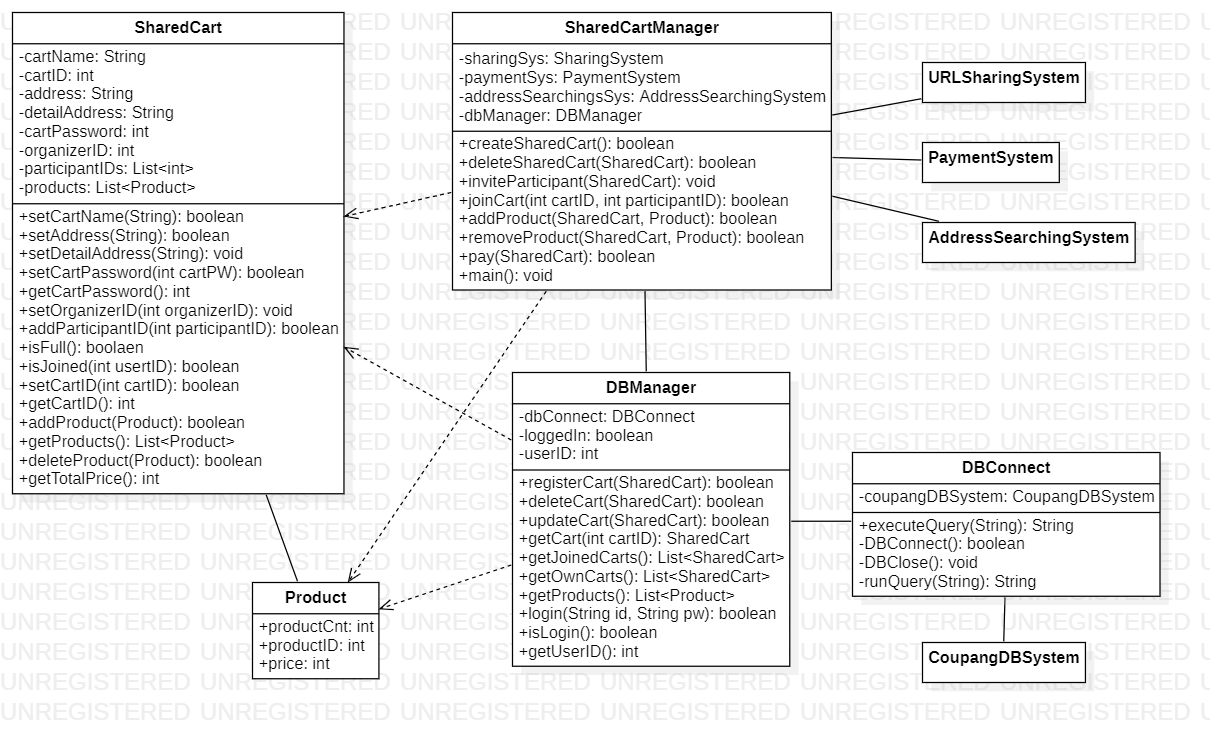 SharedCart
-cartName: String
-cartID: int
-address: String
-detailAddress: String
-cartPassword: int
-organizerID: int
-participantIDs: List<int>
-products: List<Product>
+setCartName(String): boolean
+setAddress(String): boolean
+setDetailAddress(String): void
+setCartPassword(int cartPW): boolean
+getCartPassword(): int
+setOrganizerID(int organizerID): void
+addParticipantID(int participantID): boolean
+isFull(): boolaen
+isJoined(int usertID): boolean
+setCartID(int cartID): boolean
+getCartID(): int
+addProduct(Product): boolean
+getProducts(): List<Product>
+deleteProduct(Product): boolean
+getTotalPrice(): int
SharedCartManager
-sharingSys: SharingSystem
-paymentSys: PaymentSystem
-addressSearchingsSys: AddressSearchingSystem
-dbManager: DBManager
+createSharedCart(): boolean
+deleteSharedCart(SharedCart): boolean
+inviteParticipant(SharedCart): void
+joinCart(int cartID, int participantID): boolean
+addProduct(SharedCart, Product): boolean
+removeProduct(SharedCart, Product): boolean
+pay(SharedCart): boolean
+main(): void
URLSharingSystem
PaymentSystem
AddressSearchingSystem
DBManager
-dbConnect: DBConnect
-loggedIn: boolean
-userID: int
+registerCart(SharedCart): boolean
+deleteCart(SharedCart): boolean
+updateCart(SharedCart): boolean
+getCart(int cartID): SharedCart
+getJoinedCarts(): List<SharedCart>
+getOwnCarts(): List<SharedCart>
+getProducts(): List<Product>
+login(String id, String pw): boolean
+isLogin(): boolean
+getUserID(): int
DBConnect
-coupangDBSystem: CoupangDBSystem
+executeQuery(String): String
-DBConnect(): boolean
-DBClose(): void
-runQuery(String): String
Product
+productCnt: int
+productID: int
+price: int
CoupangDBSystem
UNREGISTERED